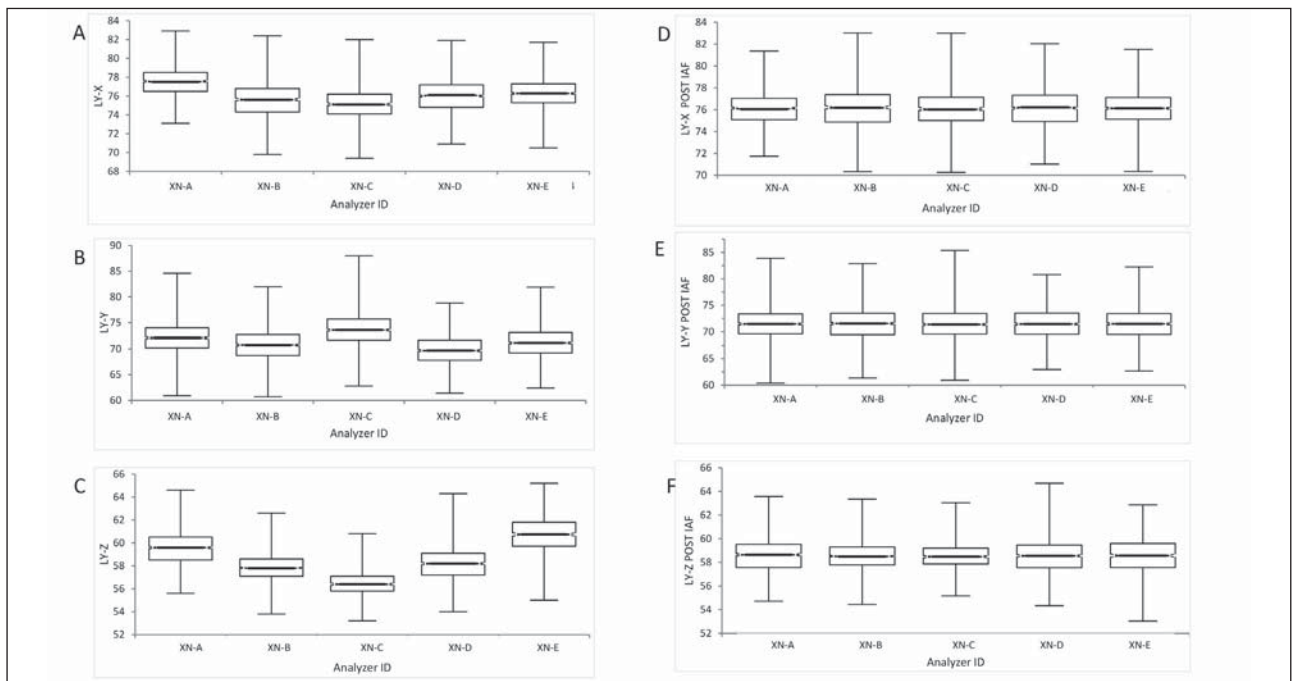 A
LY-X
84
82
80
78
76
74
72
70
68
XN-A XN-B XN-C XN-D XN-E
Analyzer ID
D
LY-X POST IAF
84
82
80
78
76
74
72
70
XN-A XN-B XN-C XN-D XN-E
Analyzer ID
B
LY-Y
90
85
80
75
70
65
60
XN-A XN-B XN-C XN-D XN-E
Analyzer ID
E
LY-Y POST IAF
85
80
75
70
65
60
XN-A XN-B XN-C XN-D XN-E
Analyzer ID
C
LY-Z
66
64
62
60
58
56
54
52
XN-A XN-B XN-C XN-D XN-E
Analyzer ID
F
LY-Z POST IAF
66
64
62
60
58
56
54
52
XN-A XN-B XN-C XN-D XN-E
Analyzer ID